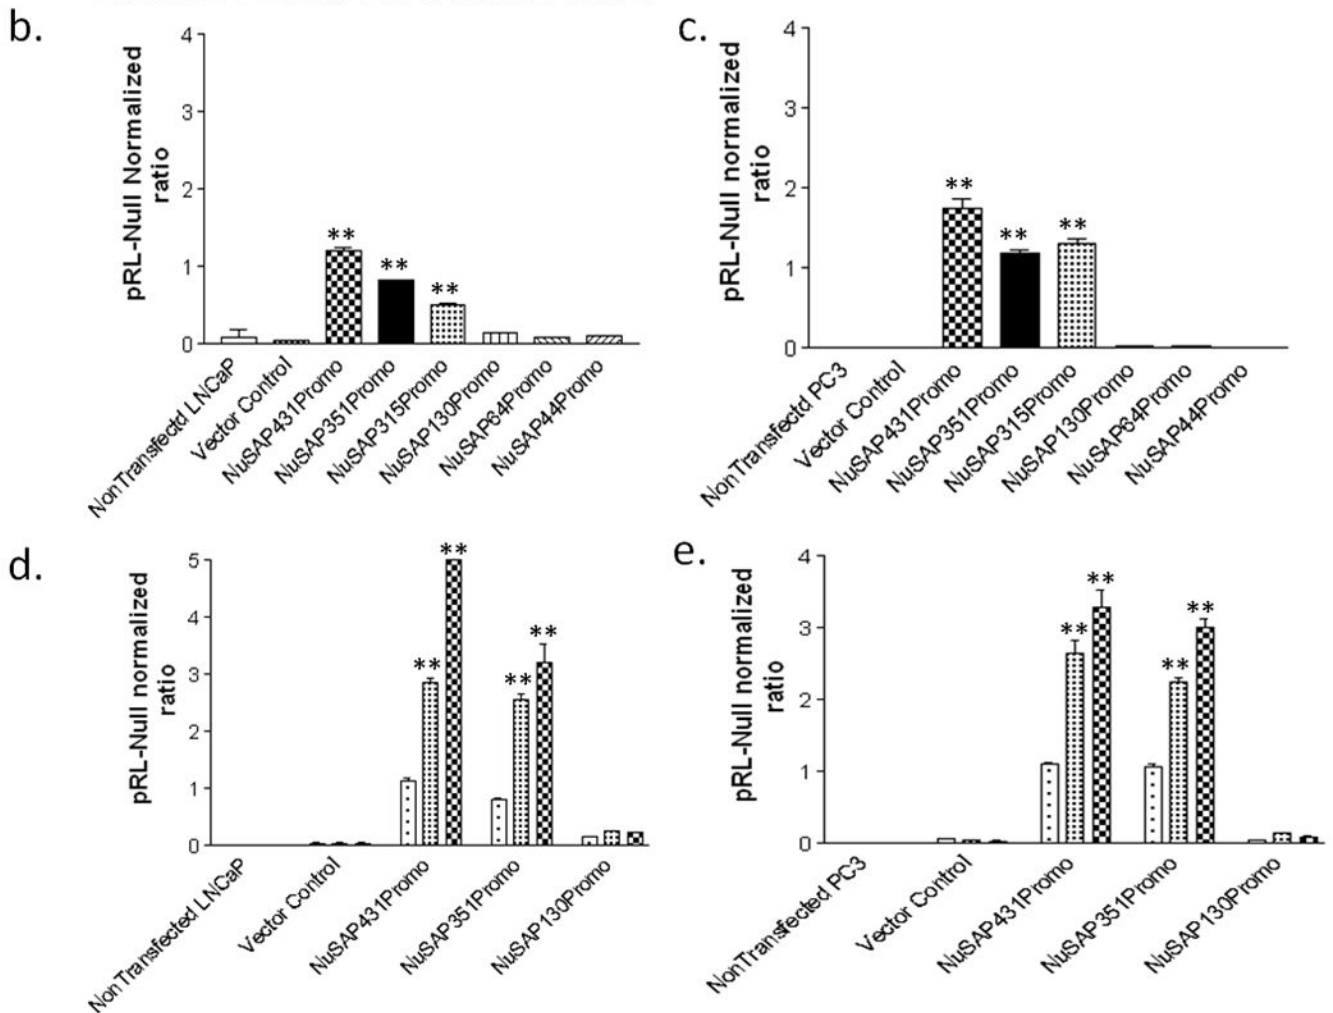 b.
pRL-Null Normalized
ratio
4
3
2
1
0
**
**
**
NonTransfectd LNCaP
Vector Control
NuSAP431Promo
NuSAP351Promo
NuSAP315Promo
NuSAP130Promo
NuSAP64Promo
NuSAP44Promo
c.
pRL-Null normalized
ratio
4
3
2
1
0
**
**
**
NonTransfectd PC3
Vector Control
NuSAP431Promo
NuSAP351Promo
NuSAP315Promo
NuSAP130Promo
NuSAP64Promo
NuSAP44Promo
d.
pRL-Null normalized
ratio
5
4
3
2
1
0
**
**
**
**
NonTransfected LNCaP
Vector Control
NuSAP431Promo
NuSAP351Promo
NuSAP130Promo
e.
pRL-Null normalized
ratio
4
3
2
1
0
**
**
**
**
NonTransfected PC3
Vector Control
NuSAP431Promo
NuSAP351Promo
NuSAP130Promo